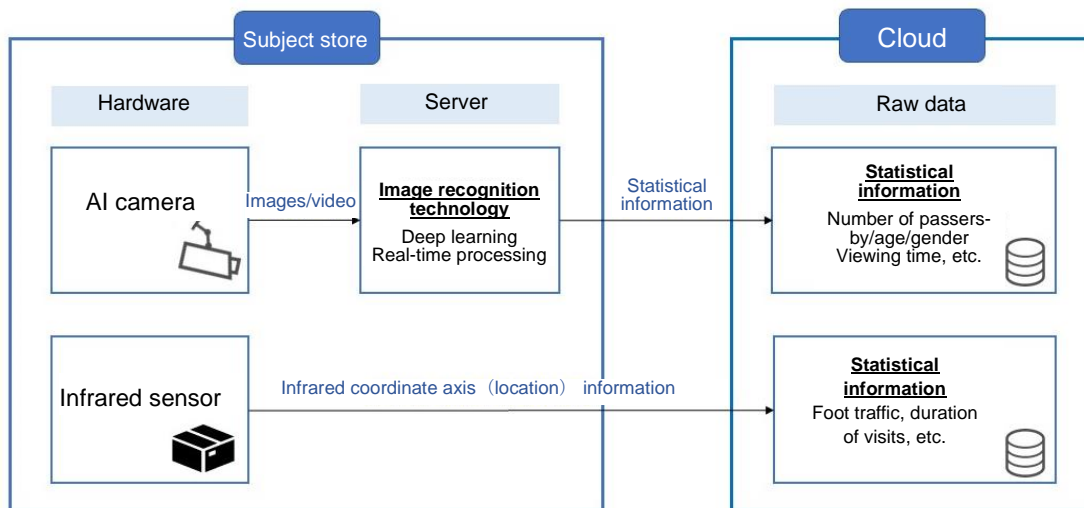 Subject store
Cloud
Hardware
Server
Raw data
AI camera
Images/video
Image recognition
technology
Deep learning
Real-time processing
Statistical
information
Statistical
information
Number of passers-
by/age/gender
Viewing time, etc.
Infrared sensor
Infrared coordinate axis（location） information
Statistical
information
Foot traffic, duration
of visits, etc.